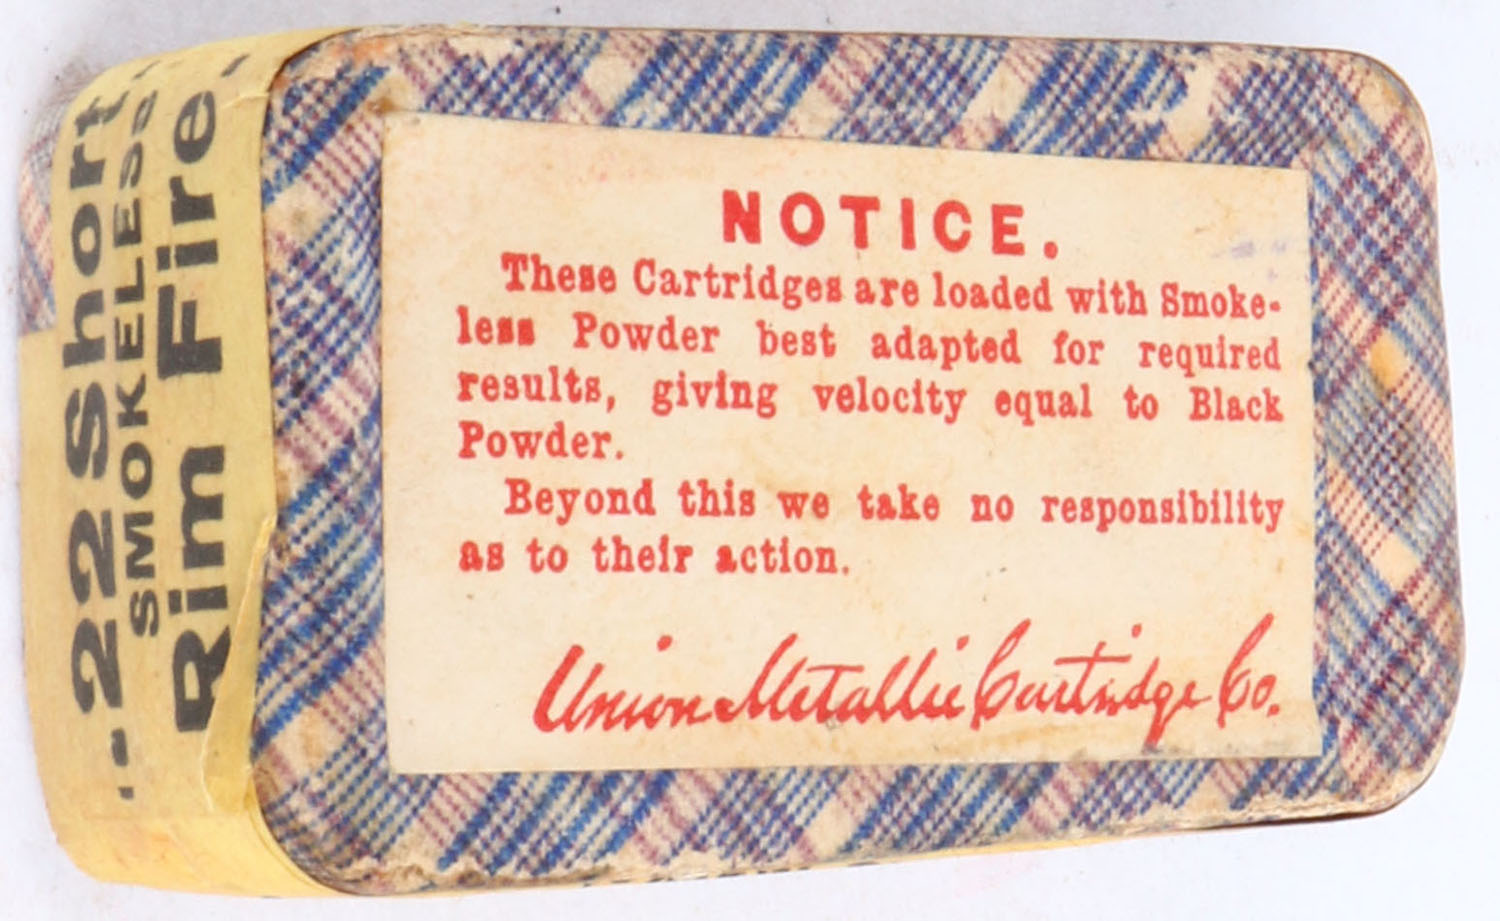 NOTICE.
These Cartridges are loaded with Smoke-
less Powder best adapted for required
results, giving velocity equal to Black
Powder.
Beyond this we take no responsibility
as to their action.
Union Metallic Cartridge Co.
.22 Short
SMOKELESS
Rim Fire